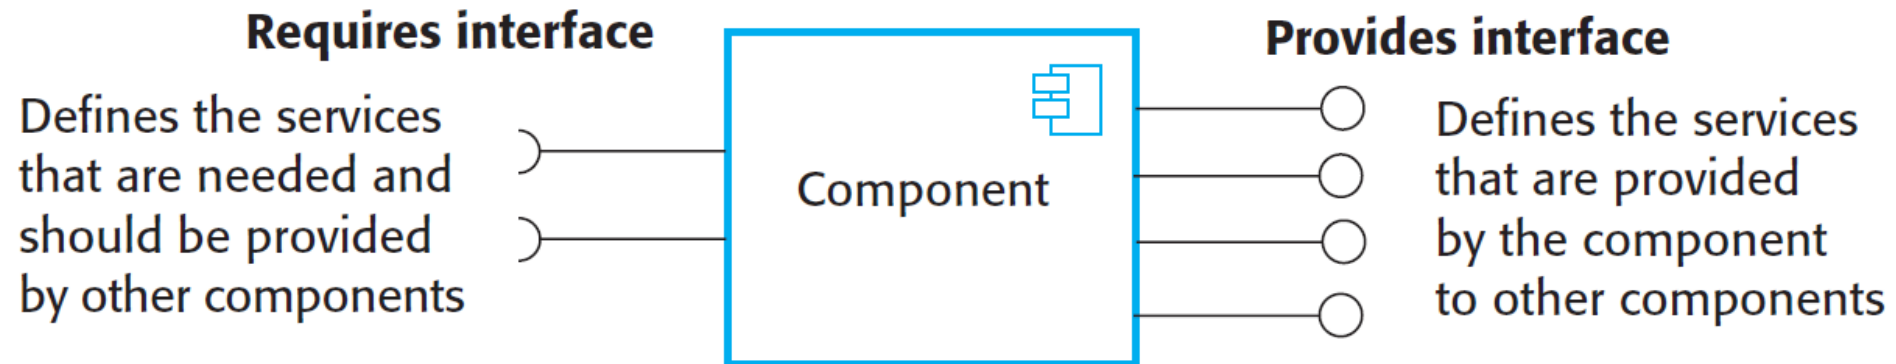 Requires interface
Defines the services
that are needed and
should be provided
by other components
Component
Provides interface
Defines the services
that are provided
by the component
to other components